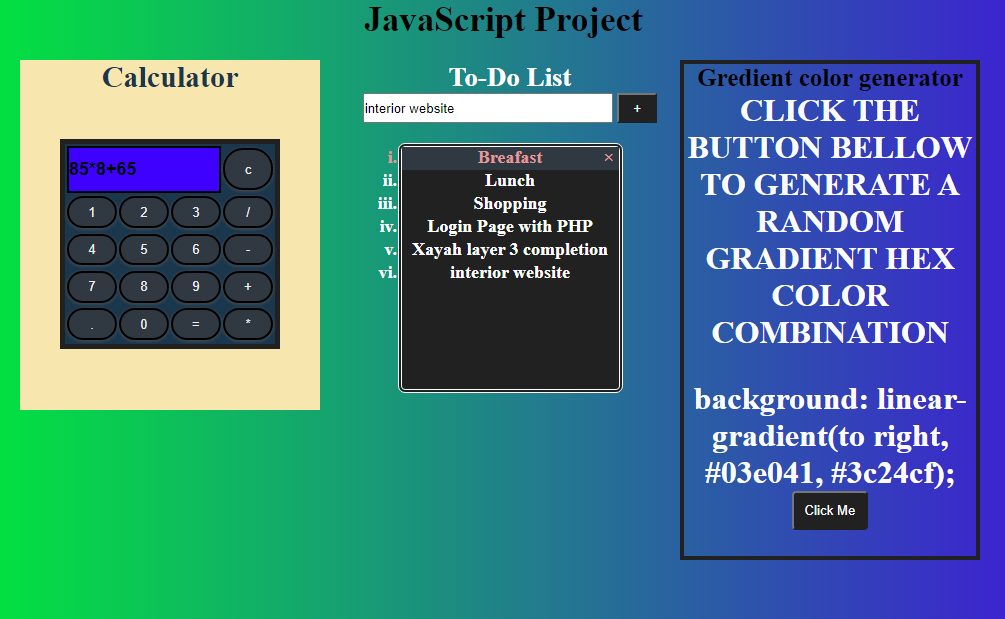 JavaScript Project
Calculator
85*8+65
c
1 2 3 /
4 5 6 -
7 8 9 +
. 0 = *
To-Do List
interior website +
i. Breafast ×
ii. Lunch
iii. Shopping
iv. Login Page with PHP
v. Xayah layer 3 completion
vi. interior website
Gredient color generator
CLICK THE
BUTTON BELLOW
TO GENERATE A
RANDOM
GRADIENT HEX
COLOR
COMBINATION
background: linear-
gradient(to right,
#03e041, #3c24cf);
Click Me